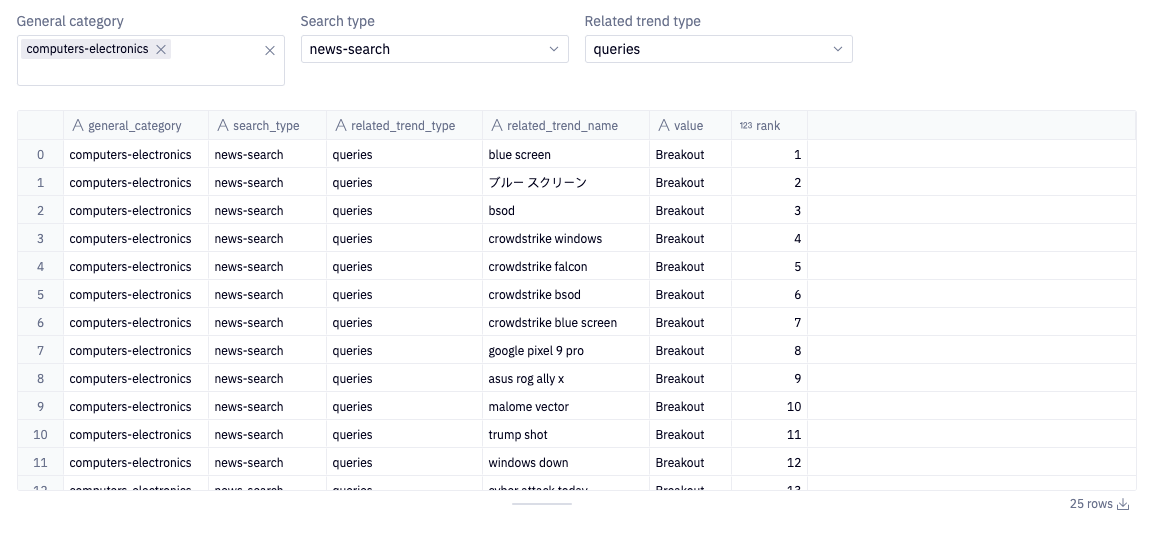 General category
Search type
Related trend type
computers-electronics
news-search
queries
general_category search_type related_trend_type related_trend_name value 123 rank
0 computers-electronics news-search queries blue screen Breakout 1
1 computers-electronics news-search queries ブルー スクリーン Breakout 2
2 computers-electronics news-search queries bsod Breakout 3
3 computers-electronics news-search queries crowdstrike windows Breakout 4
4 computers-electronics news-search queries crowdstrike falcon Breakout 5
5 computers-electronics news-search queries crowdstrike bsod Breakout 6
6 computers-electronics news-search queries crowdstrike blue screen Breakout 7
7 computers-electronics news-search queries google pixel 9 pro Breakout 8
8 computers-electronics news-search queries asus rog ally x Breakout 9
9 computers-electronics news-search queries malome vector Breakout 10
10 computers-electronics news-search queries trump shot Breakout 11
11 computers-electronics news-search queries windows down Breakout 12
12 computers-electronics news-search queries cyber attack today Breakout 13
25 rows